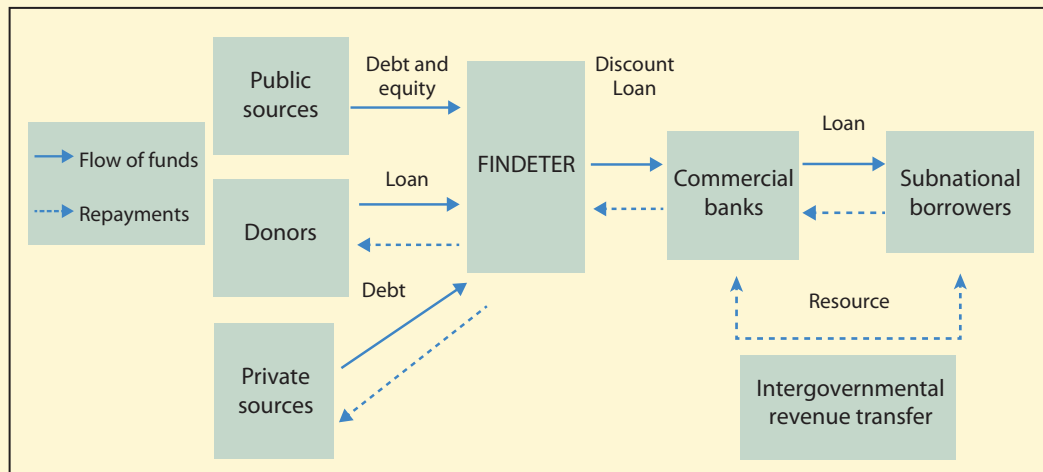 Flow of funds
Repayments
Public
sources
Debt and
equity
Donors
Loan
Private
sources
Debt
FINDETER
Discount
Loan
Commercial
banks
Loan
Subnational
borrowers
Resource
Intergovernmental
revenue transfer